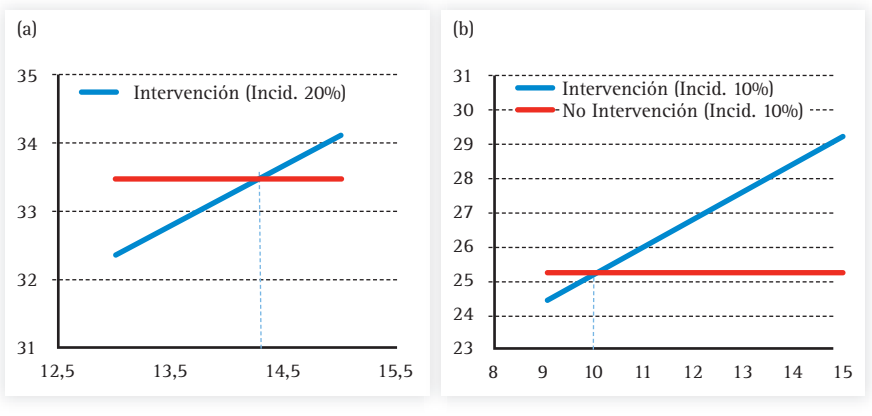 (a)
35
Intervención (Incid. 20%)
34
33
32
31
12,5 13,5 14,5 15,5
(b)
31
Intervención (Incid. 10%)
30
No Intervención (Incid. 10%)
29
28
27
26
25
24
23
8 9 10 11 12 13 14 15